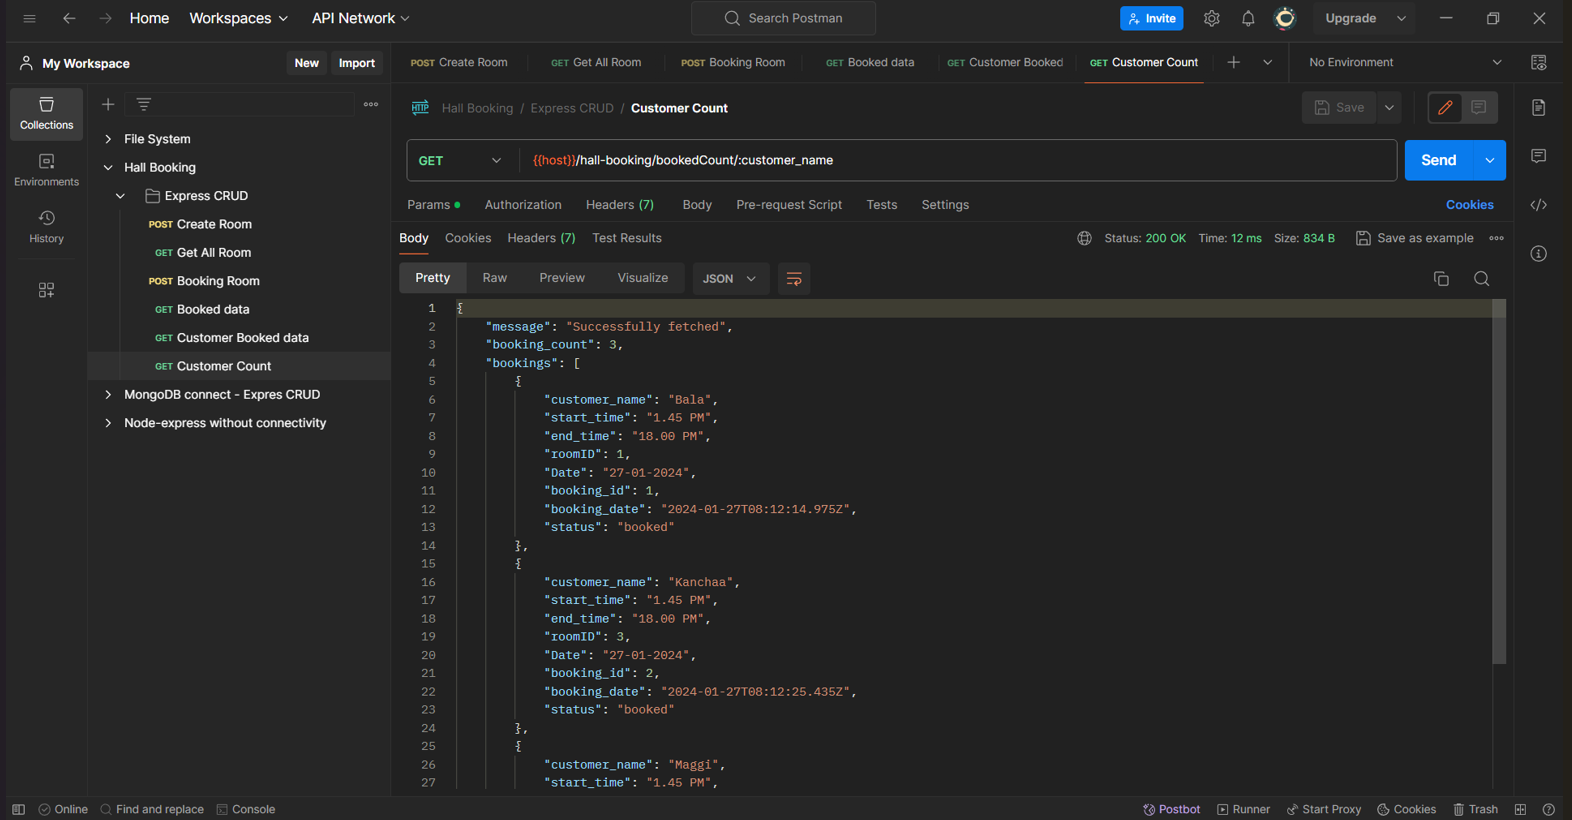 Home Workspaces API Network Search Postman Invite Upgrade
My Workspace New Import POST Create Room GET Get All Room POST Booking Room GET Booked data GET Customer Booked GET Customer Count No Environment
Collections
Environments
History
File System
Hall Booking
Express CRUD
POST Create Room
GET Get All Room
POST Booking Room
GET Booked data
GET Customer Booked data
GET Customer Count
MongoDB connect - Expres CRUD
Node-express without connectivity
HTTP Hall Booking / Express CRUD / Customer Count Save
GET {{host}}/hall-booking/bookedCount/:customer_name Send
Params Authorization Headers (7) Body Pre-request Script Tests Settings Cookies
Body Cookies Headers (7) Test Results Status: 200 OK Time: 12 ms Size: 834 B Save as example
Pretty Raw Preview Visualize JSON
1 {
2 "message": "Successfully fetched",
3 "booking_count": 3,
4 "bookings": [
5 {
6 "customer_name": "Bala",
7 "start_time": "1.45 PM",
8 "end_time": "18.00 PM",
9 "roomID": 1,
10 "Date": "27-01-2024",
11 "booking_id": 1,
12 "booking_date": "2024-01-27T08:12:14.975Z",
13 "status": "booked"
14 },
15 {
16 "customer_name": "Kanchaa",
17 "start_time": "1.45 PM",
18 "end_time": "18.00 PM",
19 "roomID": 3,
20 "Date": "27-01-2024",
21 "booking_id": 2,
22 "booking_date": "2024-01-27T08:12:25.435Z",
23 "status": "booked"
24 },
25 {
26 "customer_name": "Maggi",
27 "start_time": "1.45 PM",
Online Find and replace Console Postbot Runner Start Proxy Cookies Trash